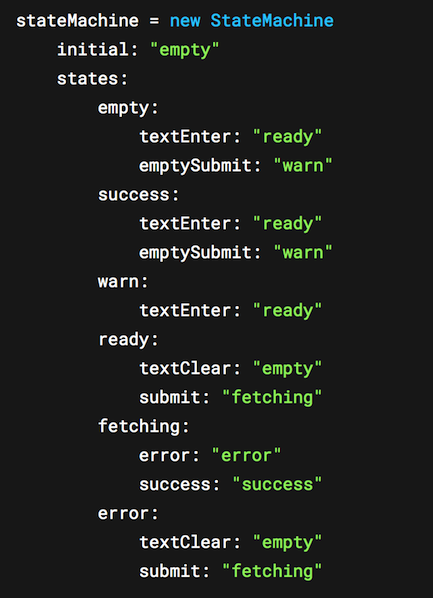 stateMachine = new StateMachine
    initial: "empty"
    states:
        empty:
            textEnter: "ready"
            emptySubmit: "warn"
        success:
            textEnter: "ready"
            emptySubmit: "warn"
        warn:
            textEnter: "ready"
        ready:
            textClear: "empty"
            submit: "fetching"
        fetching:
            error: "error"
            success: "success"
        error:
            textClear: "empty"
            submit: "fetching"